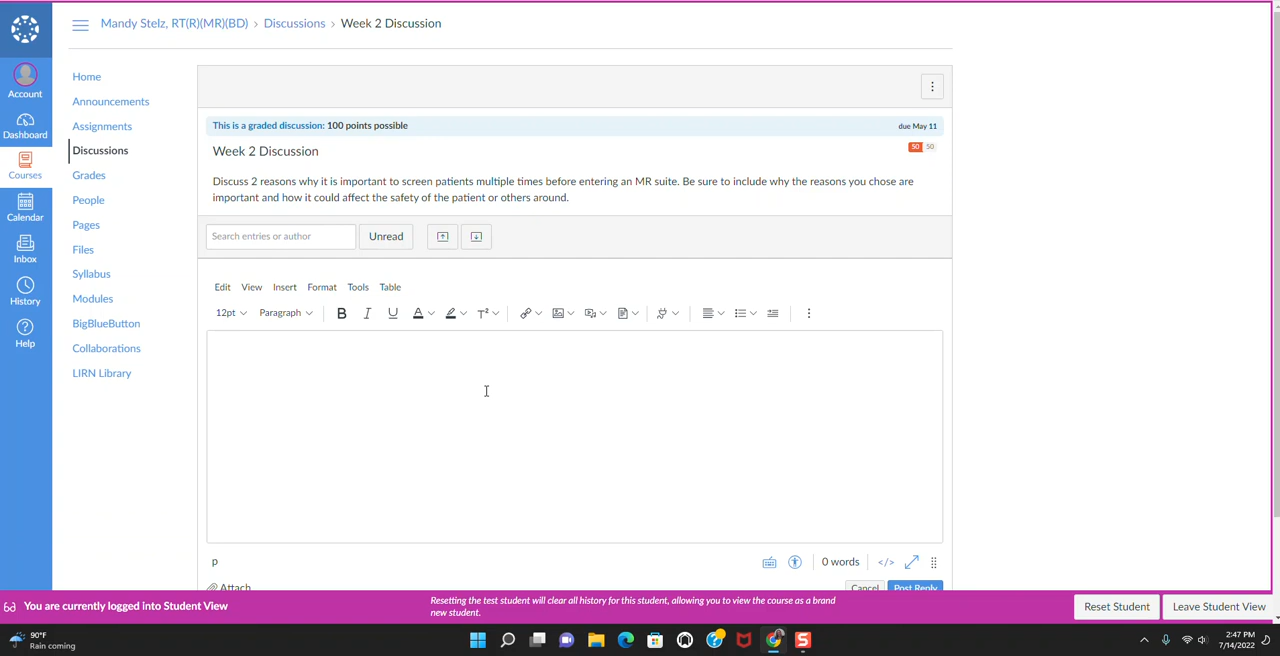 Mandy Stelz, RT(R)(MR)(BD) > Discussions > Week 2 Discussion
Account
Dashboard
Courses
Calendar
Inbox
History
Help
Home
Announcements
Assignments
Discussions
Grades
People
Pages
Files
Syllabus
Modules
BigBlueButton
Collaborations
LIRN Library
This is a graded discussion: 100 points possible
due May 11
Week 2 Discussion
50 50
Discuss 2 reasons why it is important to screen patients multiple times before entering an MR suite. Be sure to include why the reasons you chose are
important and how it could affect the safety of the patient or others around.
Search entries or author
Unread
Edit View Insert Format Tools Table
12pt Paragraph B I U A T²
p
0 words </>
Attach
Cancel
Post Reply
You are currently logged into Student View
Resetting the test student will clear all history for this student, allowing you to view the course as a brand
new student.
Reset Student
Leave Student View
90°F
Rain coming
2:47 PM
7/14/2022